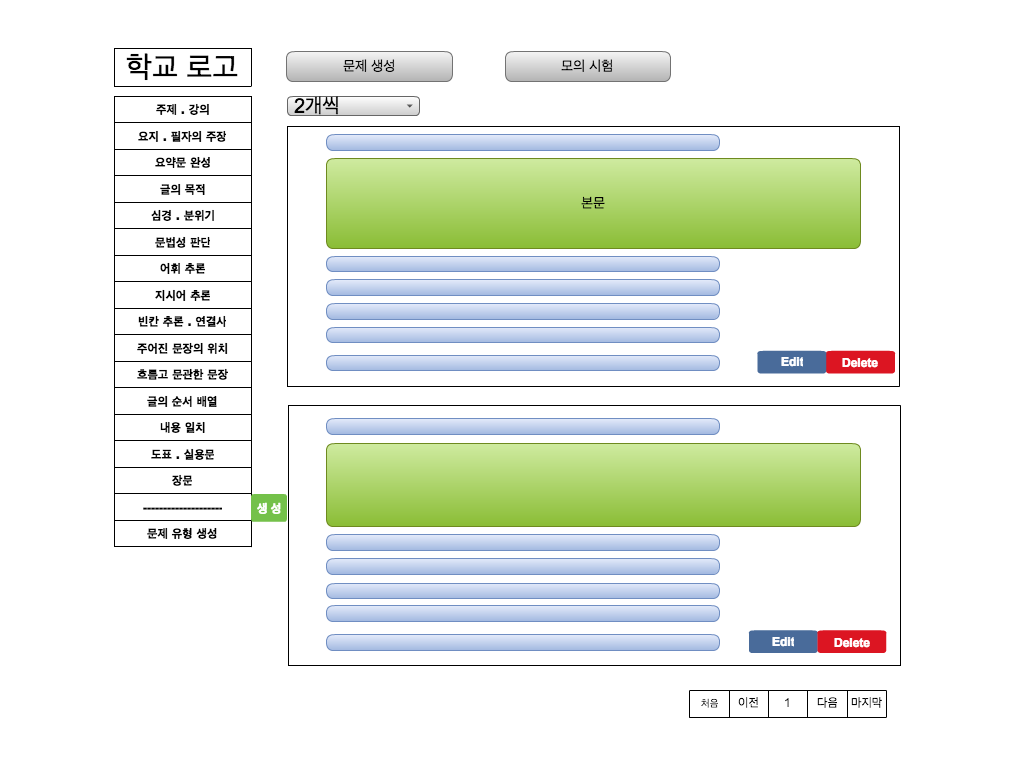 학교 로고
문제 생성
모의 시험
2개씩
주제 . 강의
요지 . 필자의 주장
요약문 완성
글의 목적
심경 . 분위기
문법성 판단
어휘 추론
지시어 추론
빈칸 추론 . 연결사
주어진 문장의 위치
흐름고 문관한 문장
글의 순서 배열
내용 일치
도표 . 실용문
장문
--------------------
생 성
문제 유형 생성
본문
Edit
Delete
Edit
Delete
처음
이전
1
다음
마지막